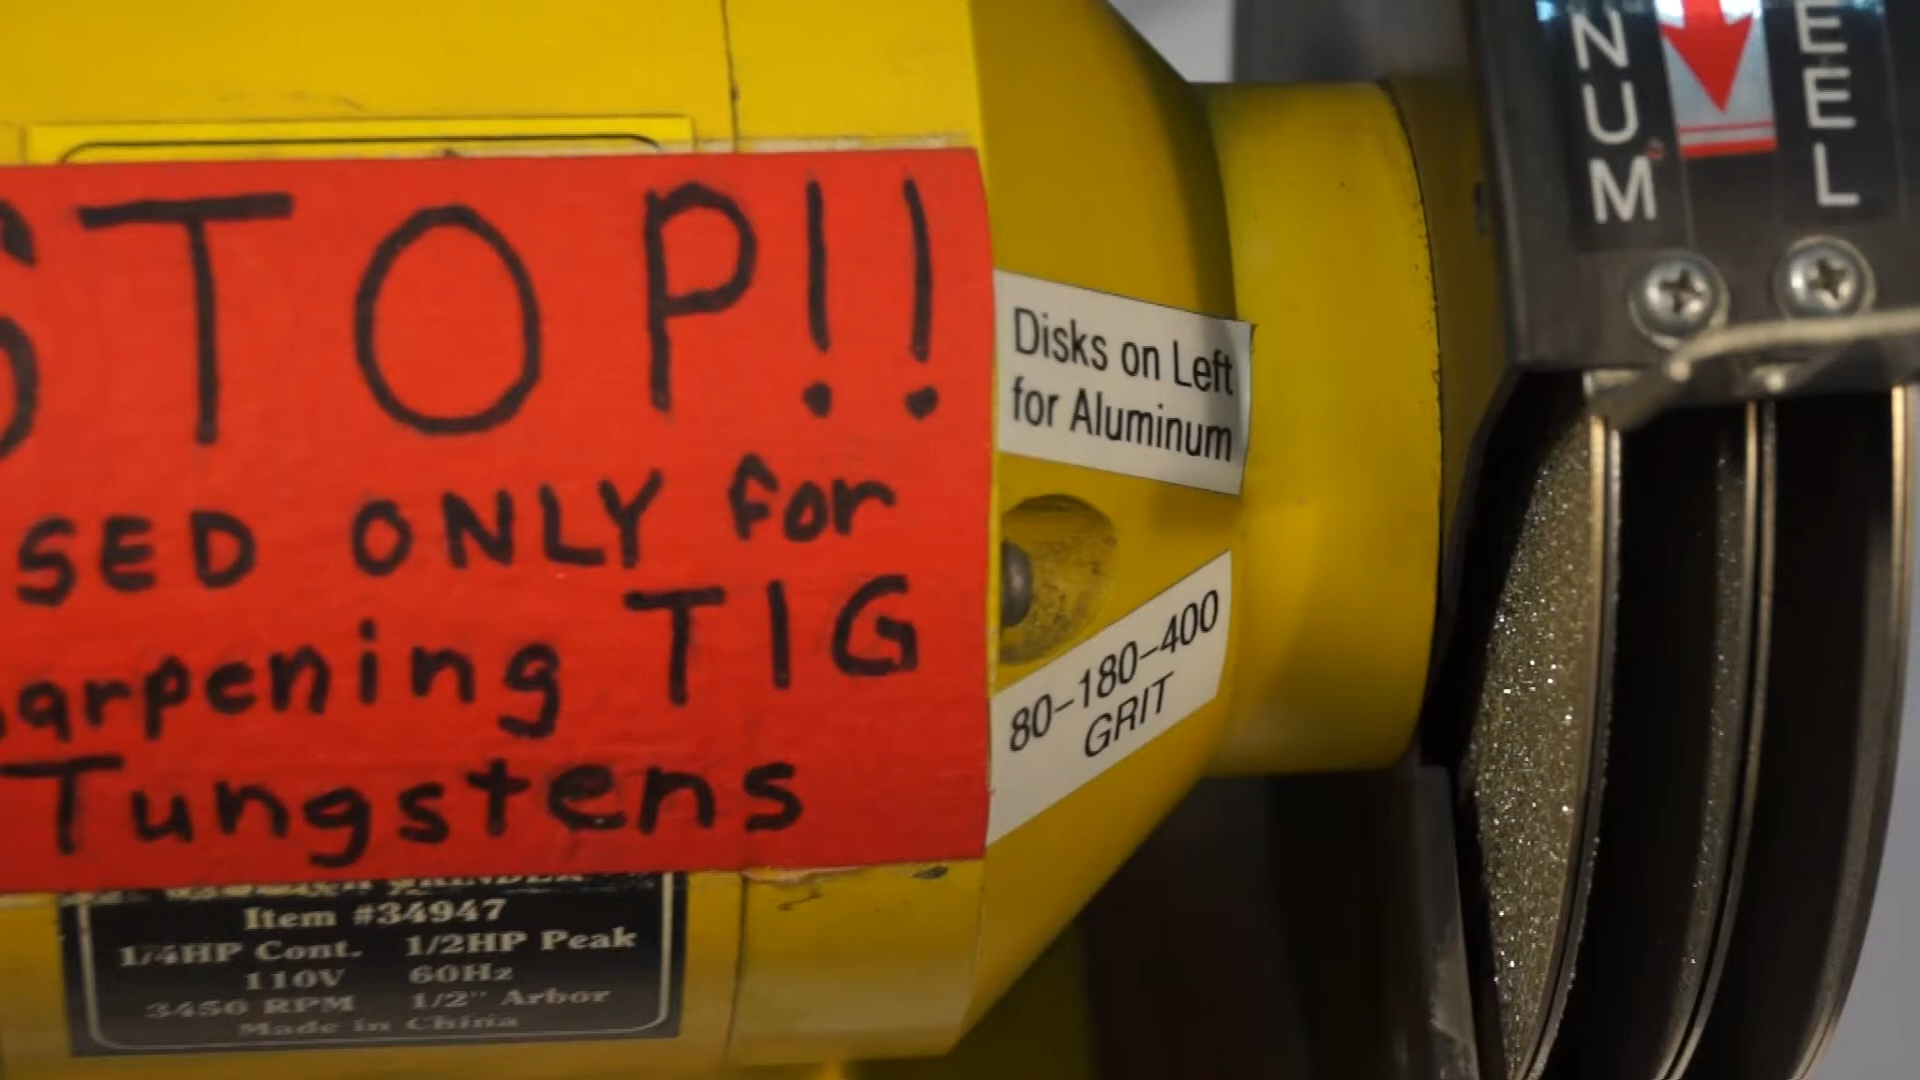 STOP!!
SED ONLY for
arpening TIG
Tungstens
Disks on Left
for Aluminum
80-180-400
GRIT
NUM
EEL
GRINDER
Item #34947
1/4HP Cont. 1/2HP Peak
110V 60Hz
3450 RPM 1/2" Arbor
Made in China